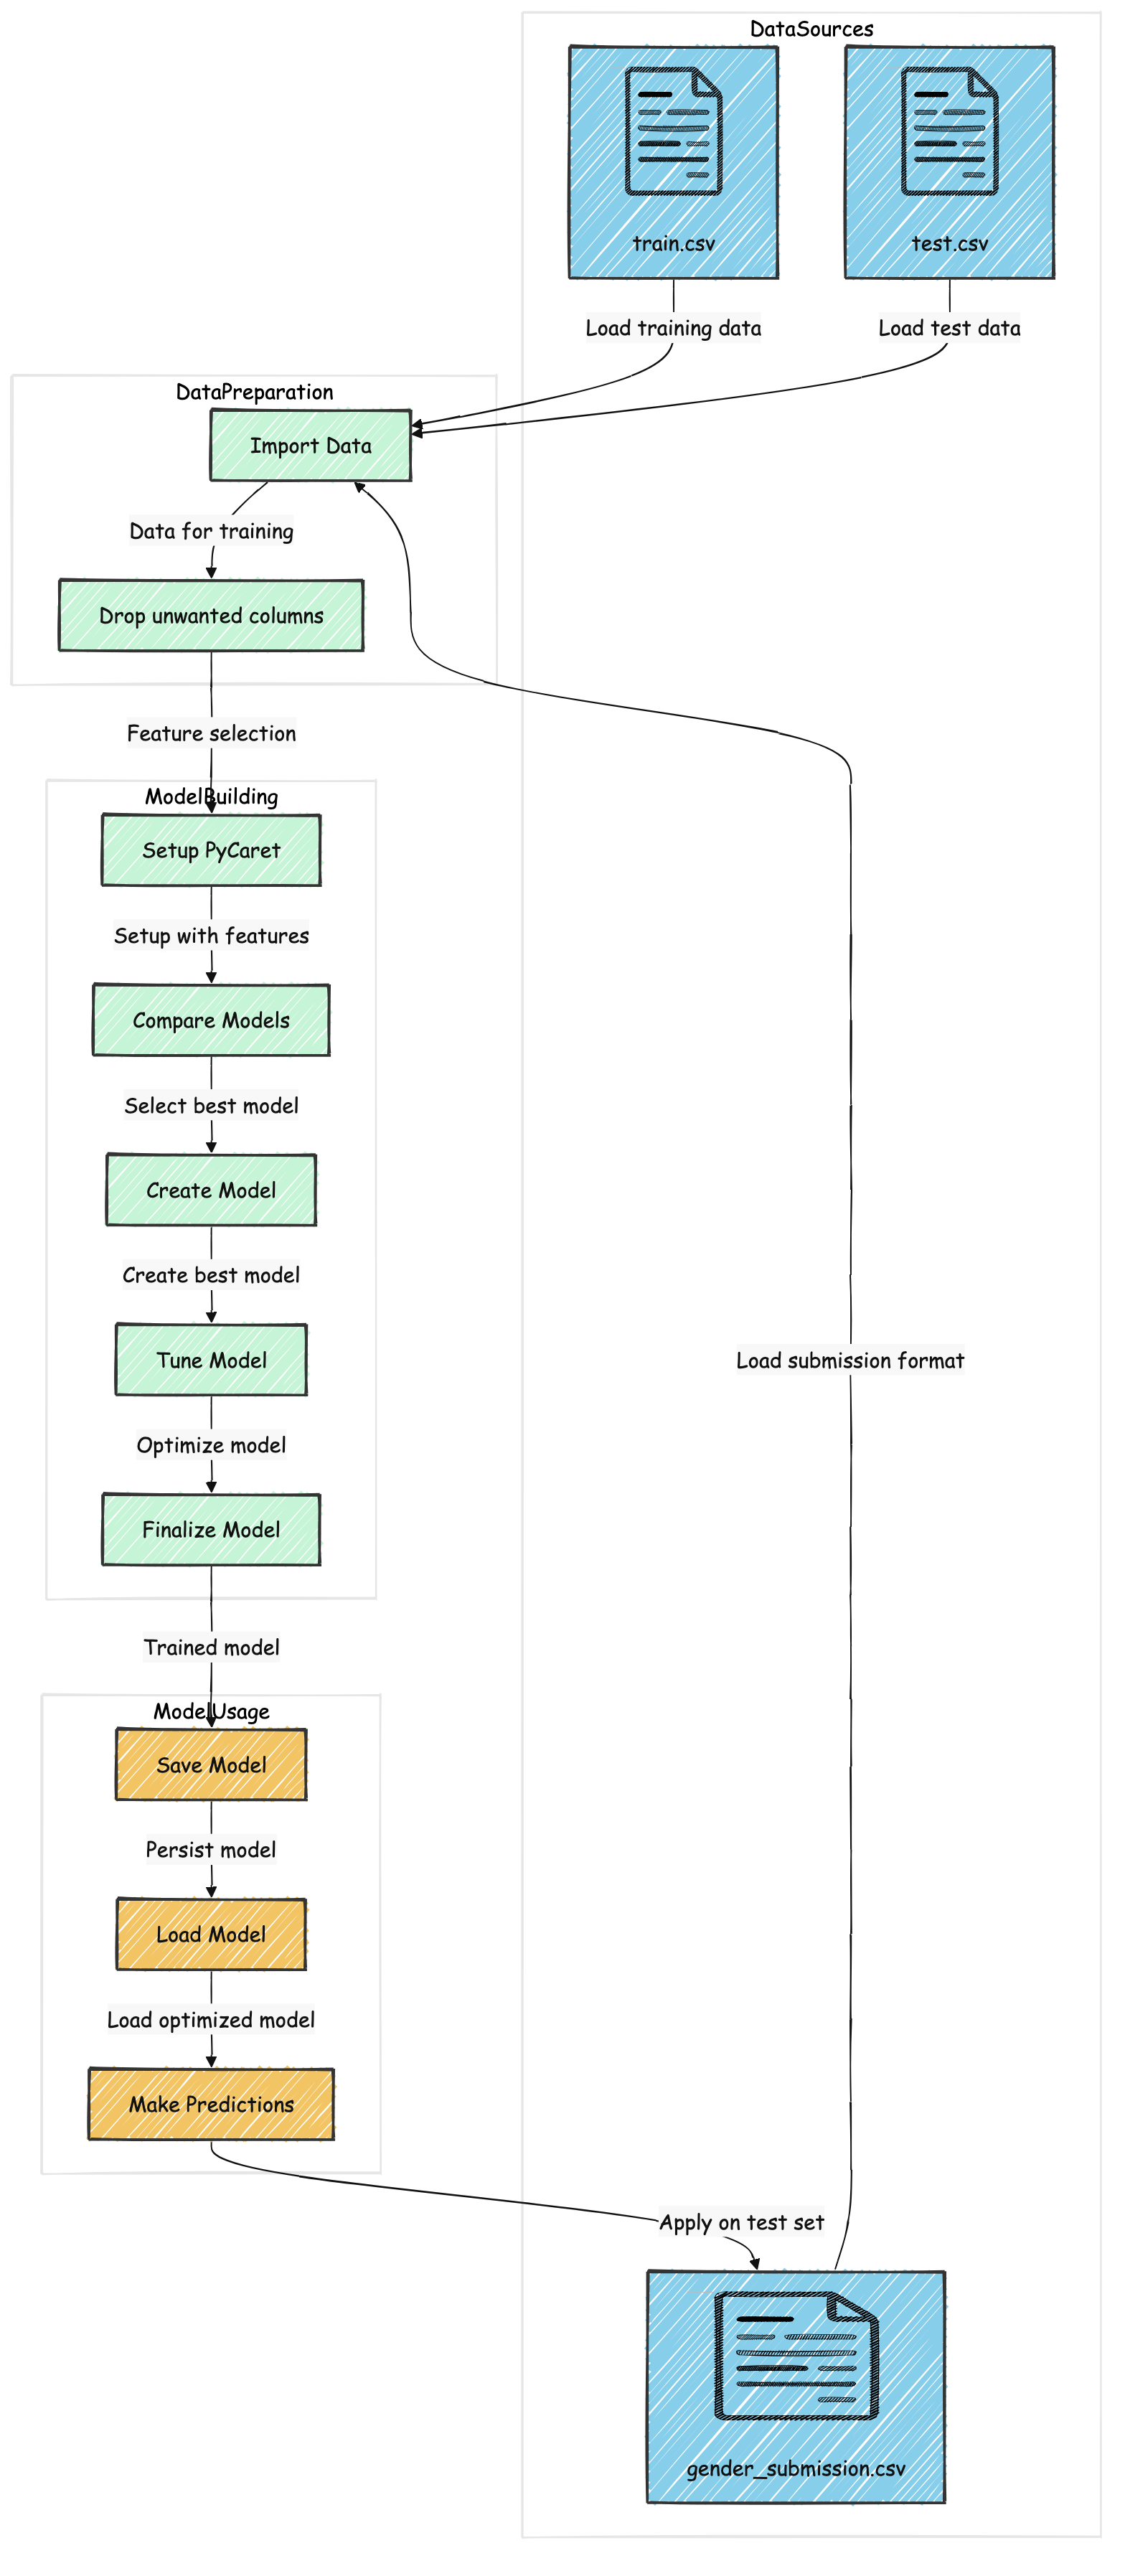 DataSources
train.csv
test.csv
Load training data
Load test data
DataPreparation
Import Data
Data for training
Drop unwanted columns
Feature selection
ModelBuilding
Setup PyCaret
Setup with features
Compare Models
Select best model
Create Model
Create best model
Tune Model
Load submission format
Optimize model
Finalize Model
Trained model
ModelUsage
Save Model
Persist model
Load Model
Load optimized model
Make Predictions
Apply on test set
gender_submission.csv